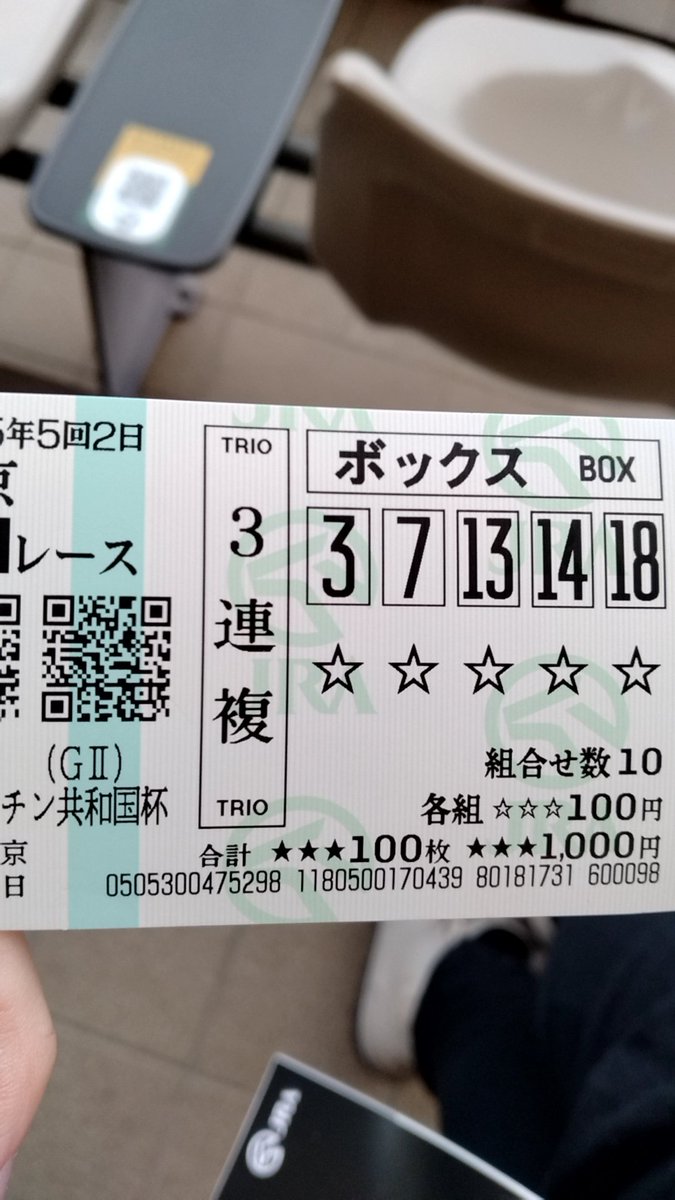 5年5回2日
京
レース
(GⅡ)
チン共和国杯
京
日
TRIO
3
連
複
TRIO
ボックス BOX
3 7 13 14 18
☆ ☆ ☆ ☆ ☆
組合せ数10
各組 ☆☆☆100円
合計 ★★★100枚 ★★★1,000円
0505300475298 1180500170439 80181731 600098
JRA
JRA